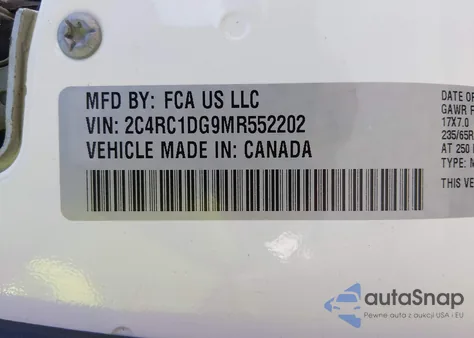 MFD BY: FCA US LLC
VIN: 2C4RC1DG9MR552202
VEHICLE MADE IN: CANADA
DATE OF
GAWR F
17X7.0
235/65R
AT 250
TYPE: M
THIS VE
autoSnap
Pewne auta z aukcji USA i EU